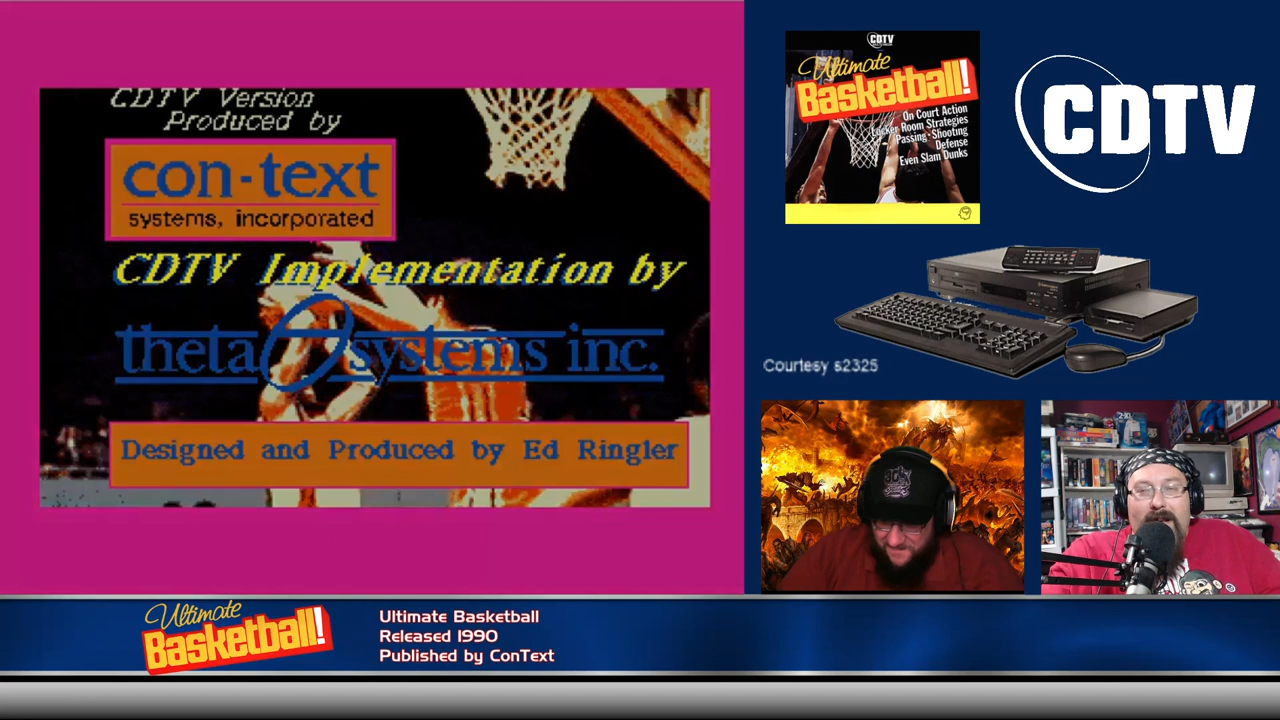 CDTV Version
Produced by
con-text
systems, incorporated
CDTV Implementation by
theta systems inc.
Designed and Produced by Ed Ringler
CDTV
Ultimate
Basketball!
On Court Action
Locker Room Strategies
Passing • Shooting
Defense
Even Slam Dunks
CDTV
Courtesy s2325
Ultimate
Basketball!
Ultimate Basketball
Released 1990
Published by ConText